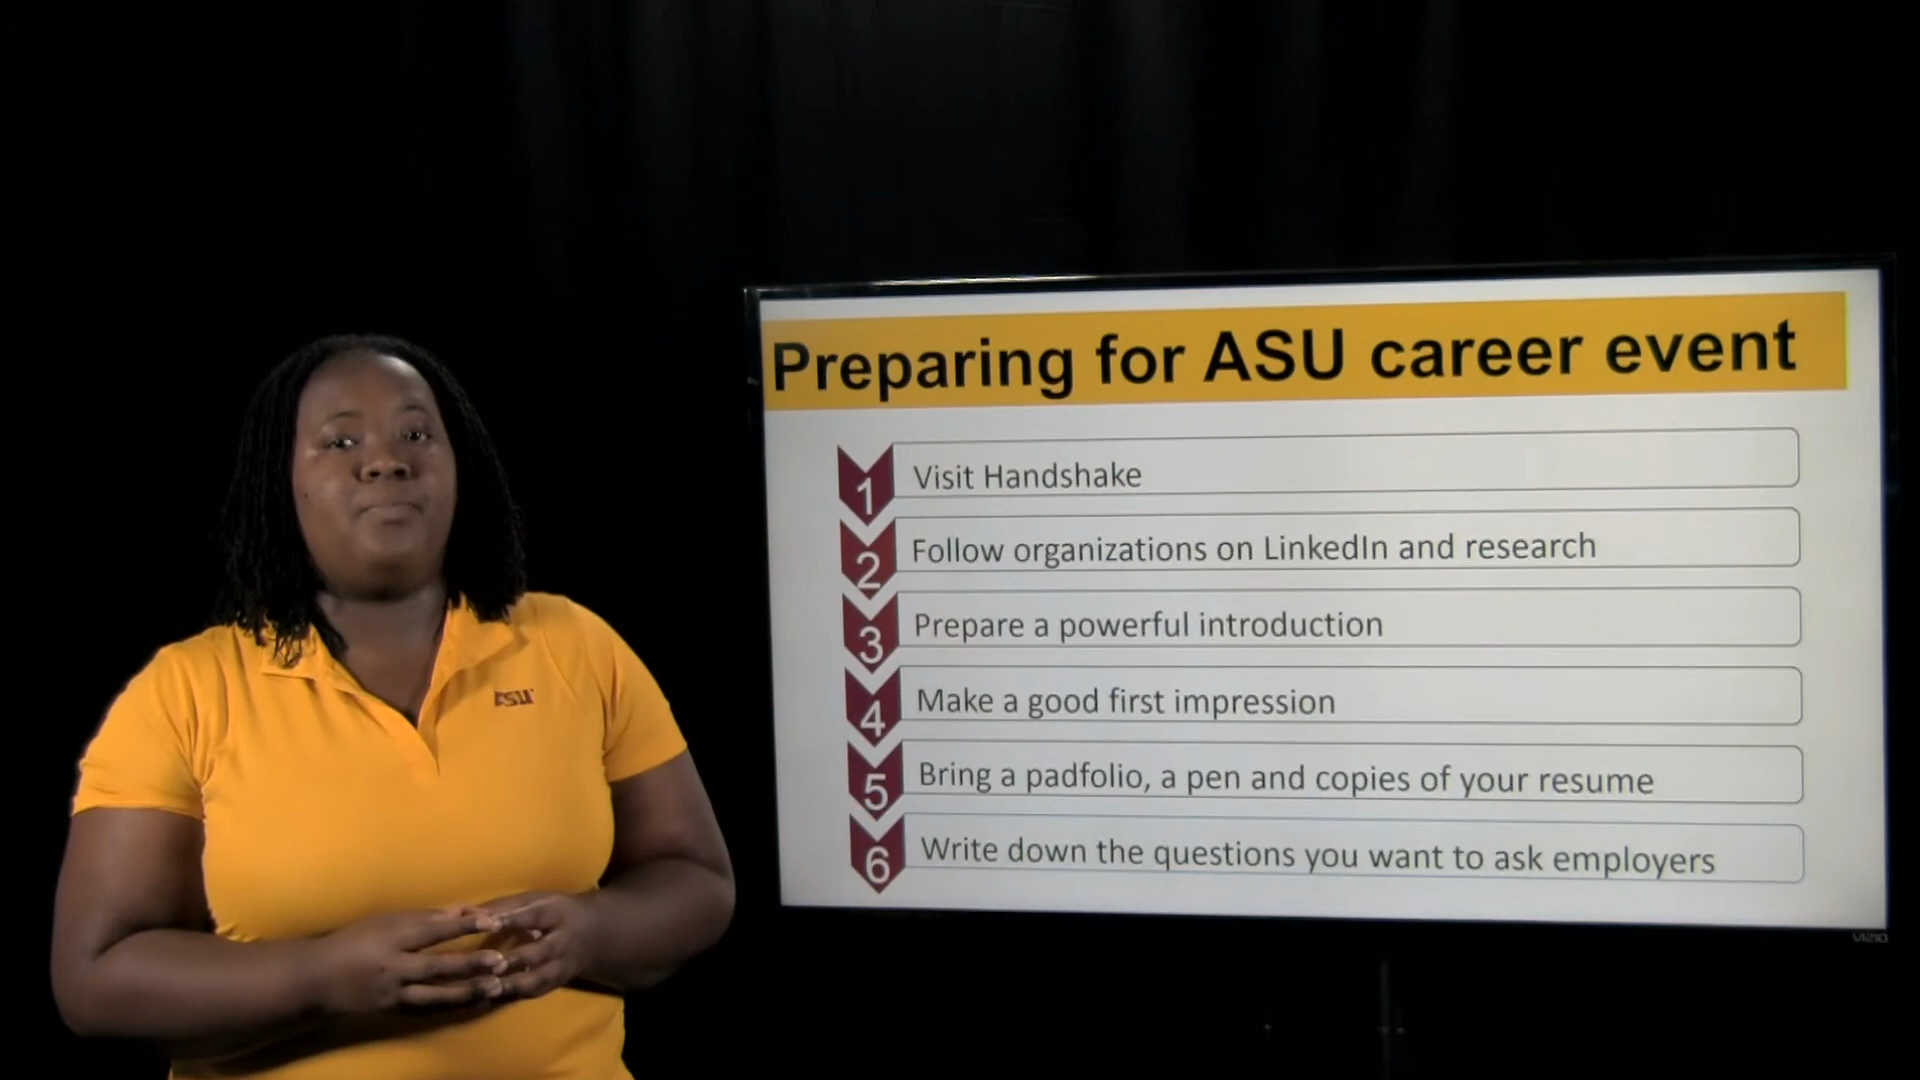 Preparing for ASU career event
1 Visit Handshake
2 Follow organizations on LinkedIn and research
3 Prepare a powerful introduction
4 Make a good first impression
5 Bring a padfolio, a pen and copies of your resume
6 Write down the questions you want to ask employers
ASU
VIZIO